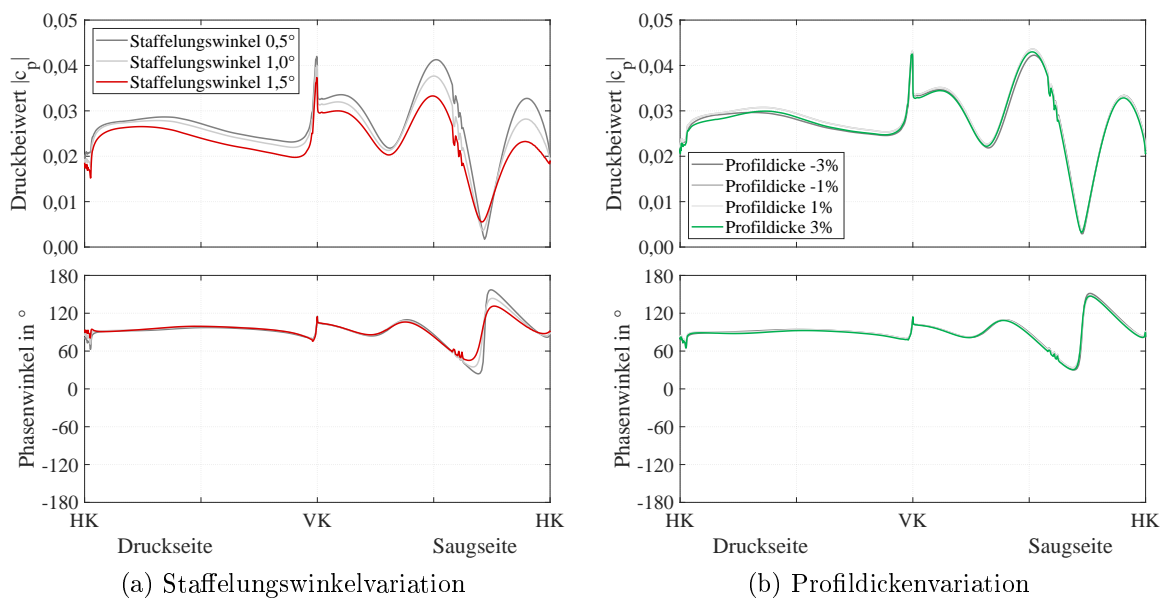 0,05
0,04
0,03
0,02
0,01
0,00
Druckbeiwert |c_p|
Staffelungswinkel 0,5°
Staffelungswinkel 1,0°
Staffelungswinkel 1,5°
180
120
60
0
-60
-120
-180
Phasenwinkel in °
HK
VK
HK
Druckseite
Saugseite
(a) Staffelungswinkelvariation
0,05
0,04
0,03
0,02
0,01
0,00
Druckbeiwert |c_p|
Profildicke -3%
Profildicke -1%
Profildicke 1%
Profildicke 3%
180
120
60
0
-60
-120
-180
Phasenwinkel in °
HK
VK
HK
Druckseite
Saugseite
(b) Profildickenvariation